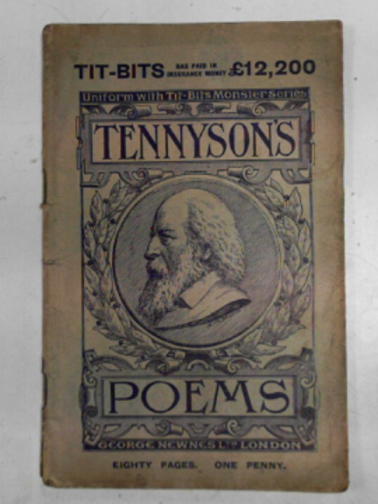 TIT-BITS HAS PAID IN INSURANCE MONEY £12,200
Uniform with Tit-Bits Monster Series
TENNYSON'S
POEMS
GEORGE NEWNES LTD LONDON
EIGHTY PAGES. ONE PENNY.